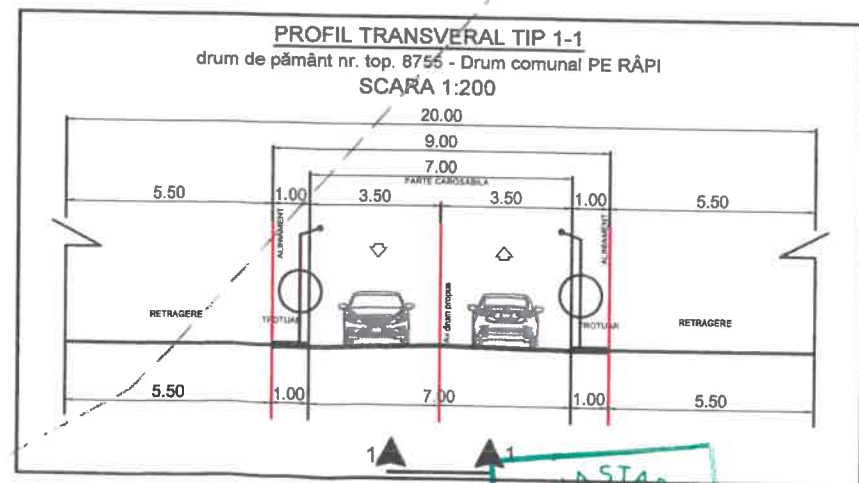 PROFIL TRANSVERAL TIP 1-1
drum de pământ nr. top. 8755 - Drum comunal PE RÂPI
SCARA 1:200
20.00
9.00
7.00
PARTE CAROSABILA
5.50 1.00 3.50 3.50 1.00 5.50
ALINIAMENT ALINIAMENT
Ax drum propus
RETRAGERE TROTUAR TROTUAR RETRAGERE
5.50 1.00 7.00 1.00 5.50
1 1